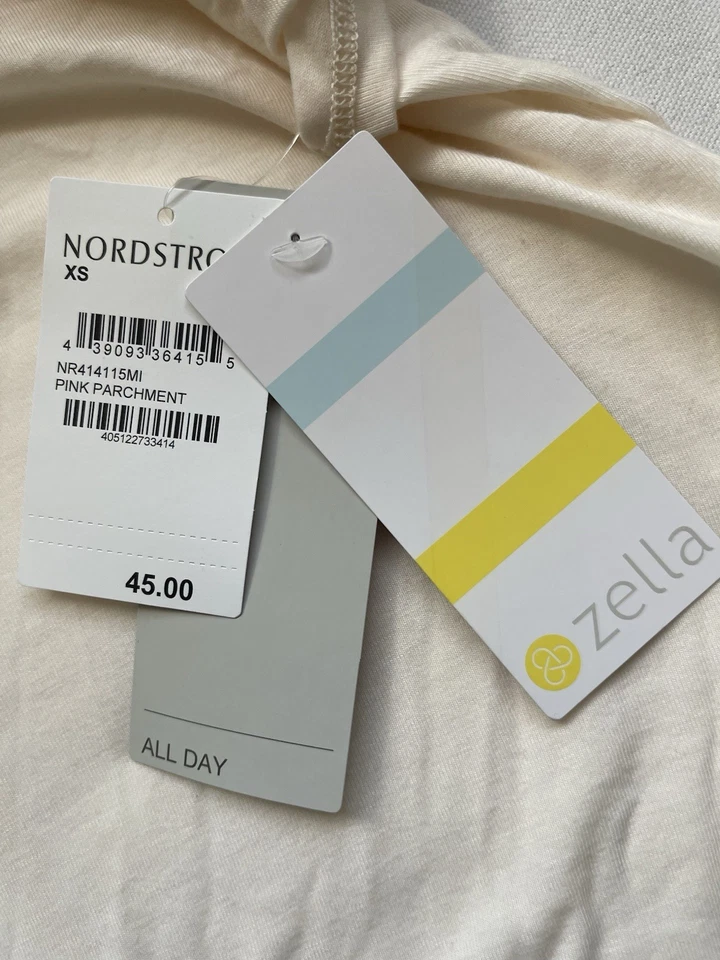 NORDSTRO
XS
4 39093 36415 5
NR414115MI
PINK PARCHMENT
405122733414
45.00
ALL DAY
zella